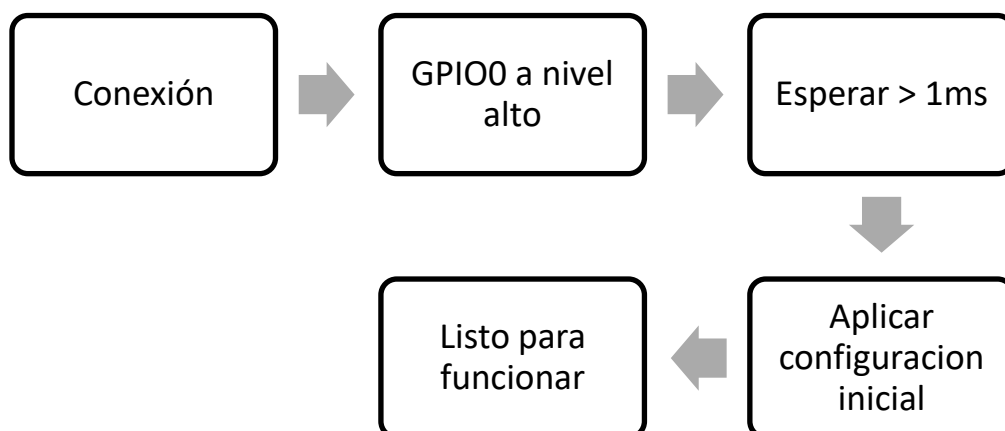 Conexión
GPIO0 a nivel
alto
Esperar > 1ms
Aplicar
configuracion
inicial
Listo para
funcionar